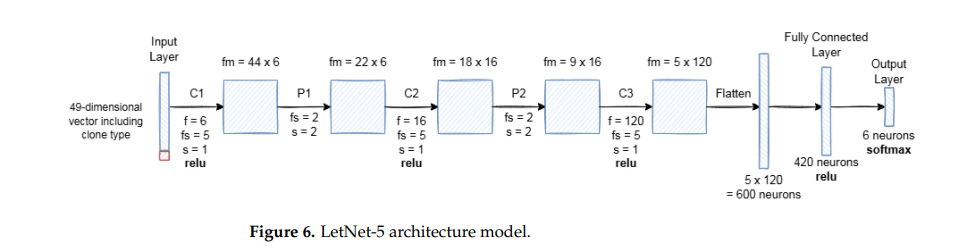 Input
Layer
49-dimensional
vector including
clone type
C1
f = 6
fs = 5
s = 1
relu
fm = 44 x 6
P1
fs = 2
s = 2
fm = 22 x 6
C2
f = 16
fs = 5
s = 1
relu
fm = 18 x 16
P2
fs = 2
s = 2
fm = 9 x 16
C3
f = 120
fs = 5
s = 1
relu
fm = 5 x 120
Flatten
5 x 120
= 600 neurons
Fully Connected
Layer
420 neurons
relu
Output
Layer
6 neurons
softmax
Figure 6. LetNet-5 architecture model.